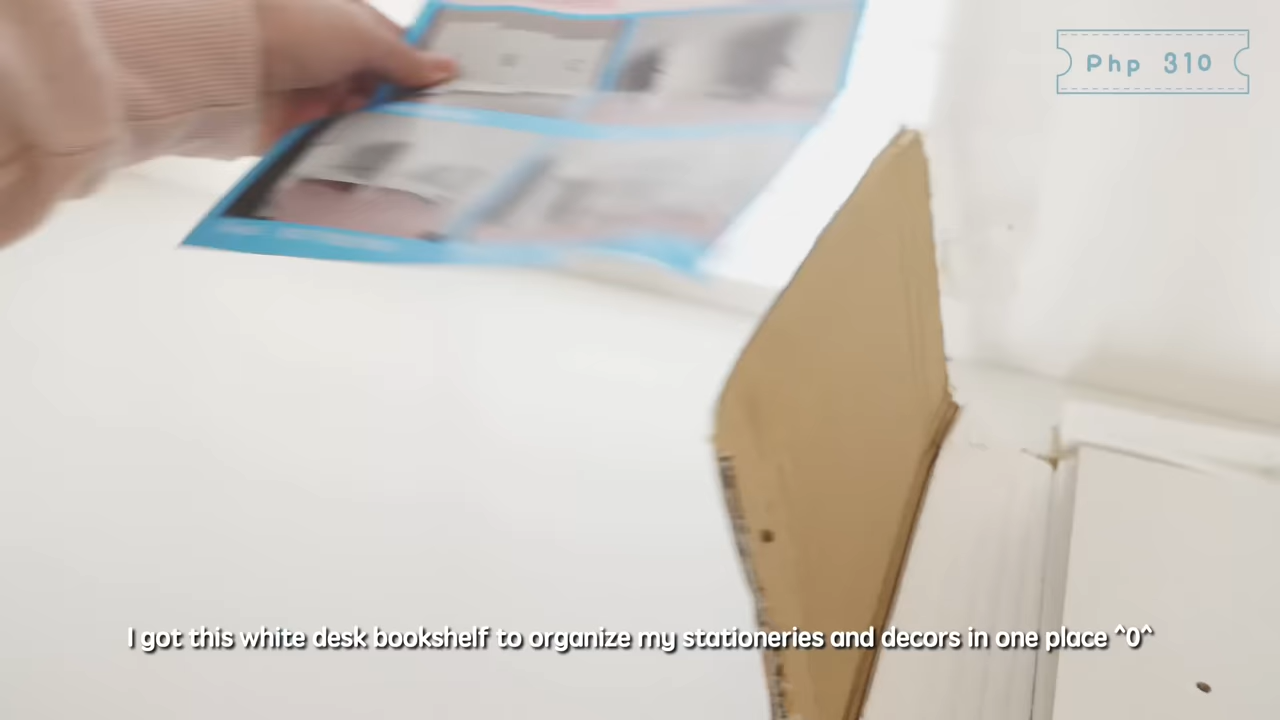 Php 310
I got this white desk bookshelf to organize my stationeries and decors in one place ^0^